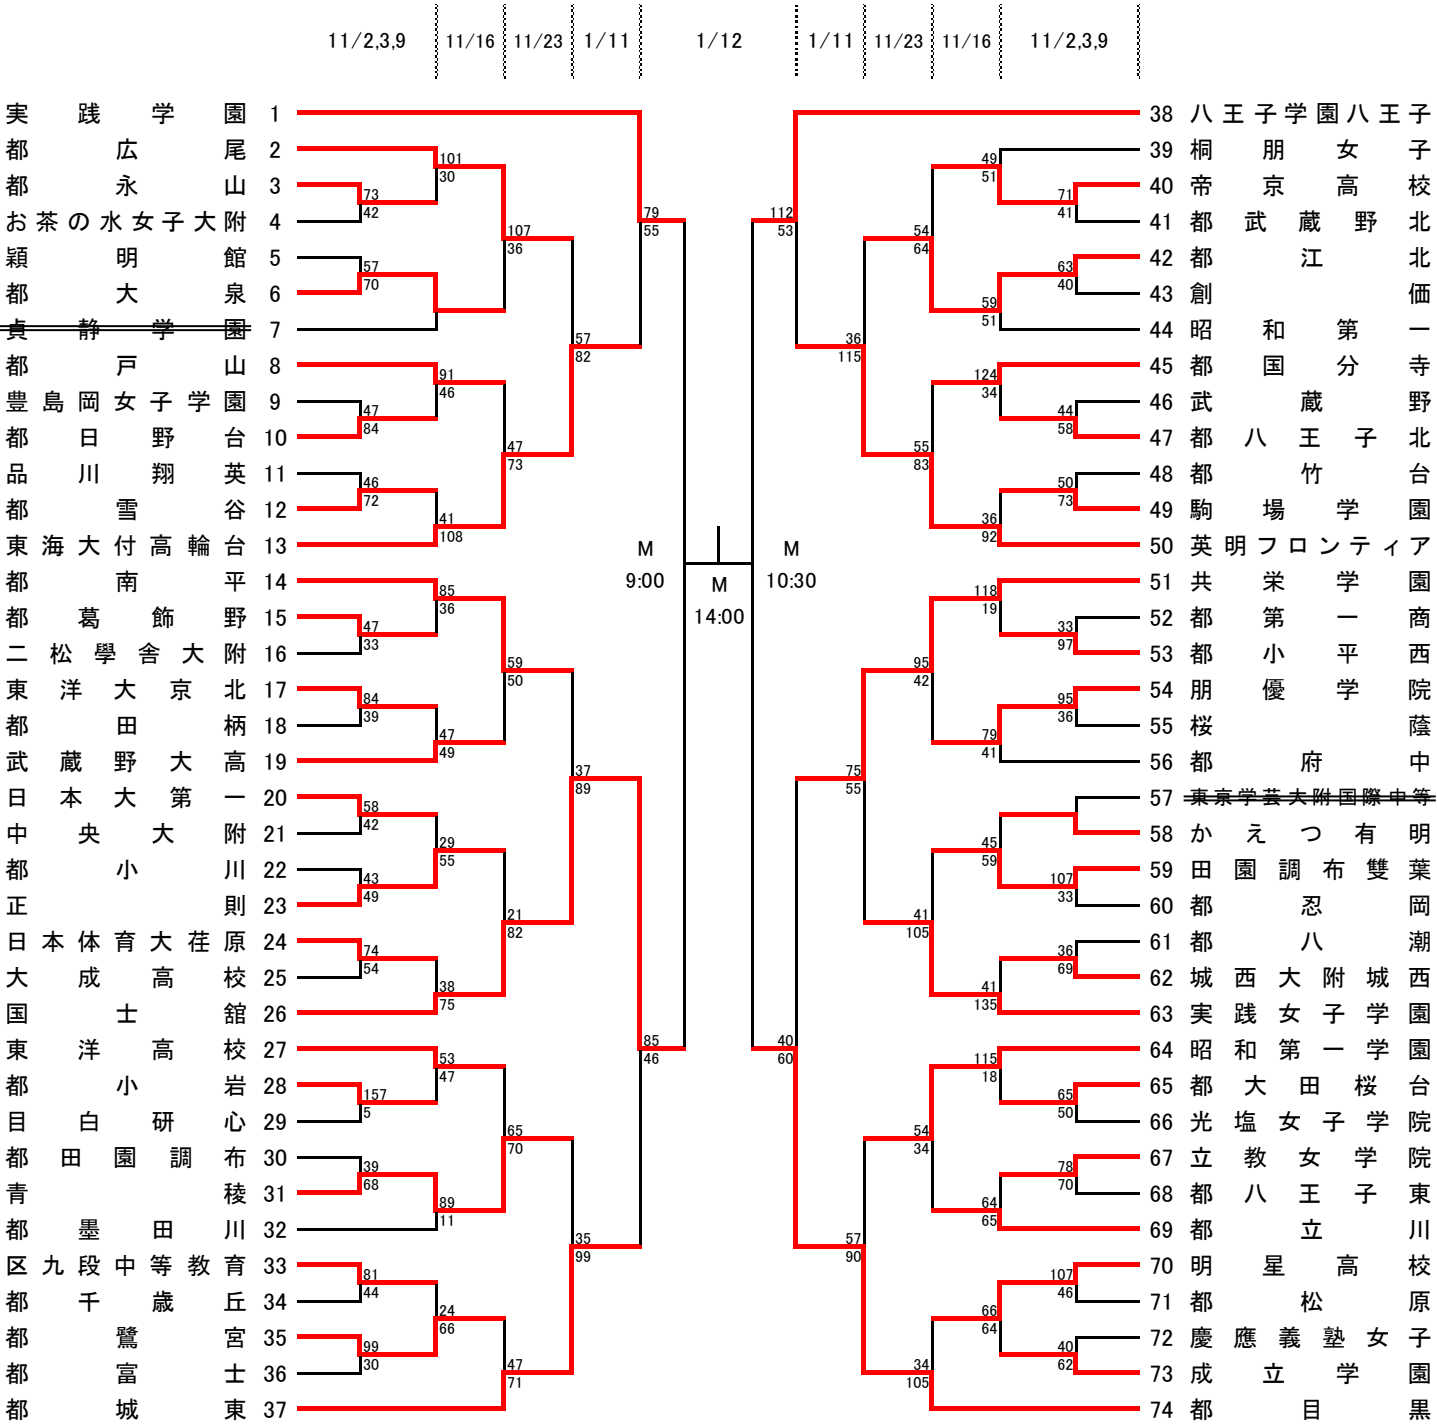 11/2,3,9 11/16 11/23 1/11 1/12 1/11 11/23 11/16 11/2,3,9
実践学園 1
都広尾 2
都永山 3
お茶の水女子大附 4
穎明館 5
都大泉 6
貞静学園 7
都戸山 8
豊島岡女子学園 9
都日野台 10
品川翔英 11
都雪谷 12
東海大付高輪台 13
都南平 14
都葛飾野 15
二松學舎大附 16
東洋大京北 17
都田柄 18
武蔵野大高 19
日本大第一 20
中央大附 21
都小川 22
正則 23
日本体育大荏原 24
大成高校 25
国士舘 26
東洋高校 27
都小岩 28
目白研心 29
都田園調布 30
青稜 31
都墨田川 32
区九段中等教育 33
都千歳丘 34
都鷺宮 35
都富士 36
都城東 37
73
42
57
70
47
84
46
72
47
33
84
39
58
42
43
49
74
54
157
5
39
68
81
44
99
30
101
30
91
46
41
108
85
36
47
49
29
55
38
75
53
47
89
11
24
66
107
36
47
73
59
50
21
82
65
70
47
71
57
82
37
89
35
99
79
55
85
46
M
9:00
M
14:00
M
10:30
112
53
40
60
36
115
75
55
57
90
54
64
55
83
95
42
41
105
54
34
34
105
49
51
59
51
124
34
36
92
118
19
79
41
45
59
41
135
115
18
64
65
66
64
71
41
63
40
44
58
50
73
33
97
95
36
107
33
36
69
65
50
78
70
107
46
40
62
38 八王子学園八王子
39 桐朋女子
40 帝京高校
41 都武蔵野北
42 都江北
43 創価
44 昭和第一
45 都国分寺
46 武蔵野
47 都八王子北
48 都竹台
49 駒場学園
50 英明フロンティア
51 共栄学園
52 都第一商
53 都小平西
54 朋優学院
55 桜蔭
56 都府中
57 東京学芸大附国際中等
58 かえつ有明
59 田園調布雙葉
60 都忍岡
61 都八潮
62 城西大附城西
63 実践女子学園
64 昭和第一学園
65 都大田桜台
66 光塩女子学院
67 立教女学院
68 都八王子東
69 都立川
70 明星高校
71 都松原
72 慶應義塾女子
73 成立学園
74 都目黒